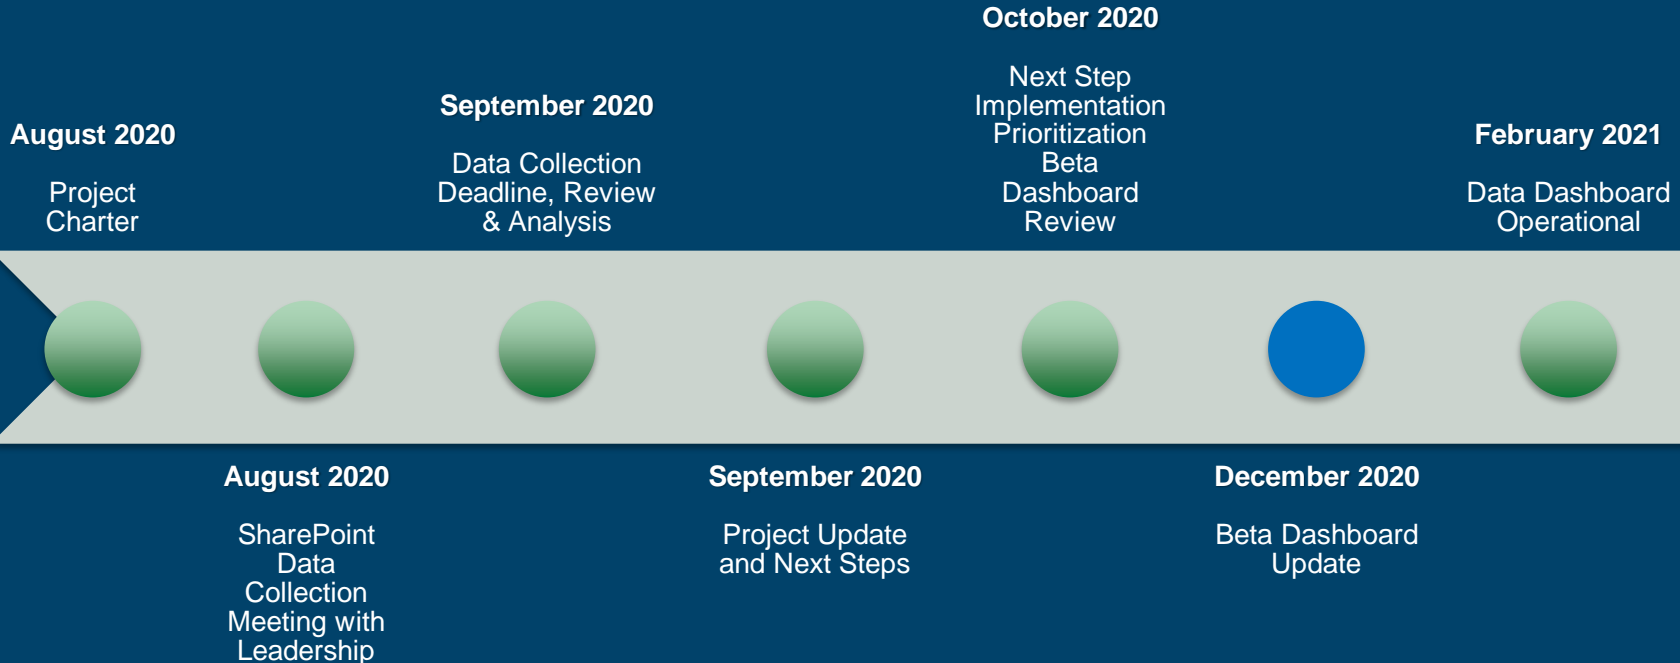 August 2020
Project
Charter
August 2020
SharePoint
Data
Collection
Meeting with
Leadership
September 2020
Data Collection
Deadline, Review
& Analysis
September 2020
Project Update
and Next Steps
October 2020
Next Step
Implementation
Prioritization
Beta
Dashboard
Review
December 2020
Beta Dashboard
Update
February 2021
Data Dashboard
Operational